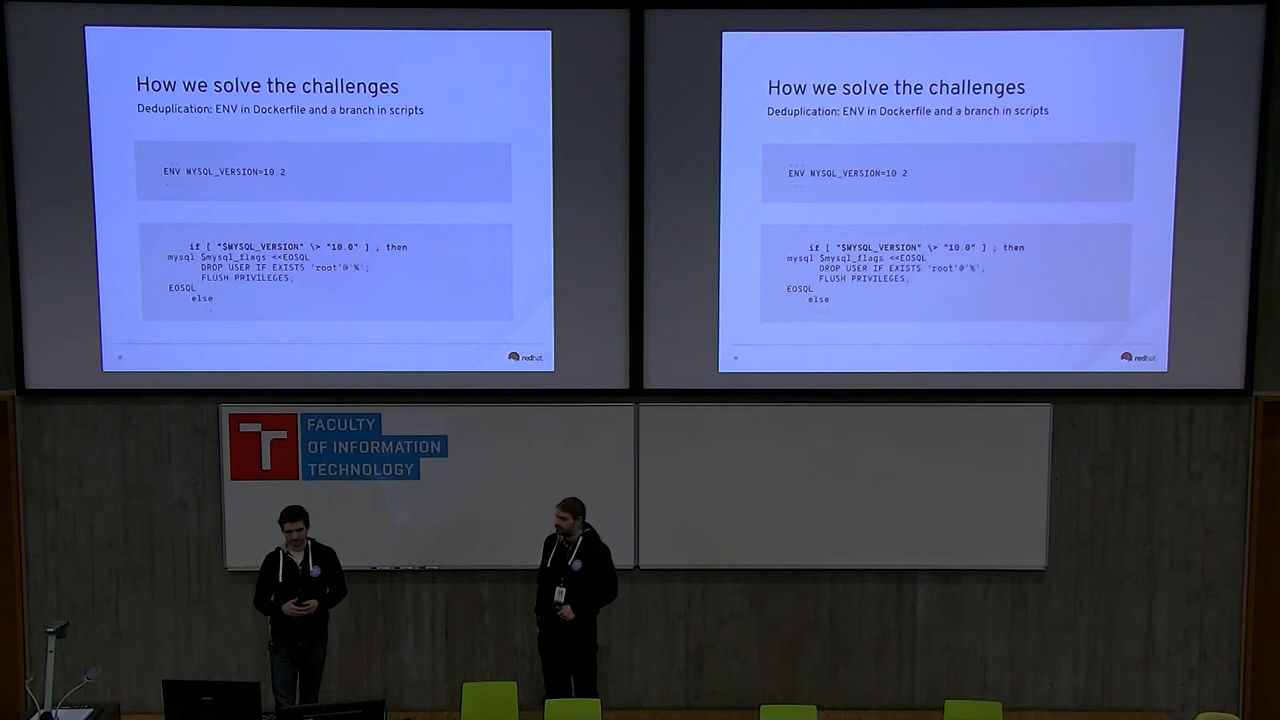 How we solve the challenges
Deduplication: ENV in Dockerfile and a branch in scripts
...
ENV MYSQL_VERSION=10.2
...
if [ "$MYSQL_VERSION" \> "10.0" ] ; then
mysql $mysql_flags <<EOSQL
DROP USER IF EXISTS 'root'@'%';
FLUSH PRIVILEGES;
EOSQL
else
...
redhat.
How we solve the challenges
Deduplication: ENV in Dockerfile and a branch in scripts
...
ENV MYSQL_VERSION=10.2
...
if [ "$MYSQL_VERSION" \> "10.0" ] ; then
mysql $mysql_flags <<EOSQL
DROP USER IF EXISTS 'root'@'%';
FLUSH PRIVILEGES;
EOSQL
else
...
redhat.
FACULTY
OF INFORMATION
TECHNOLOGY